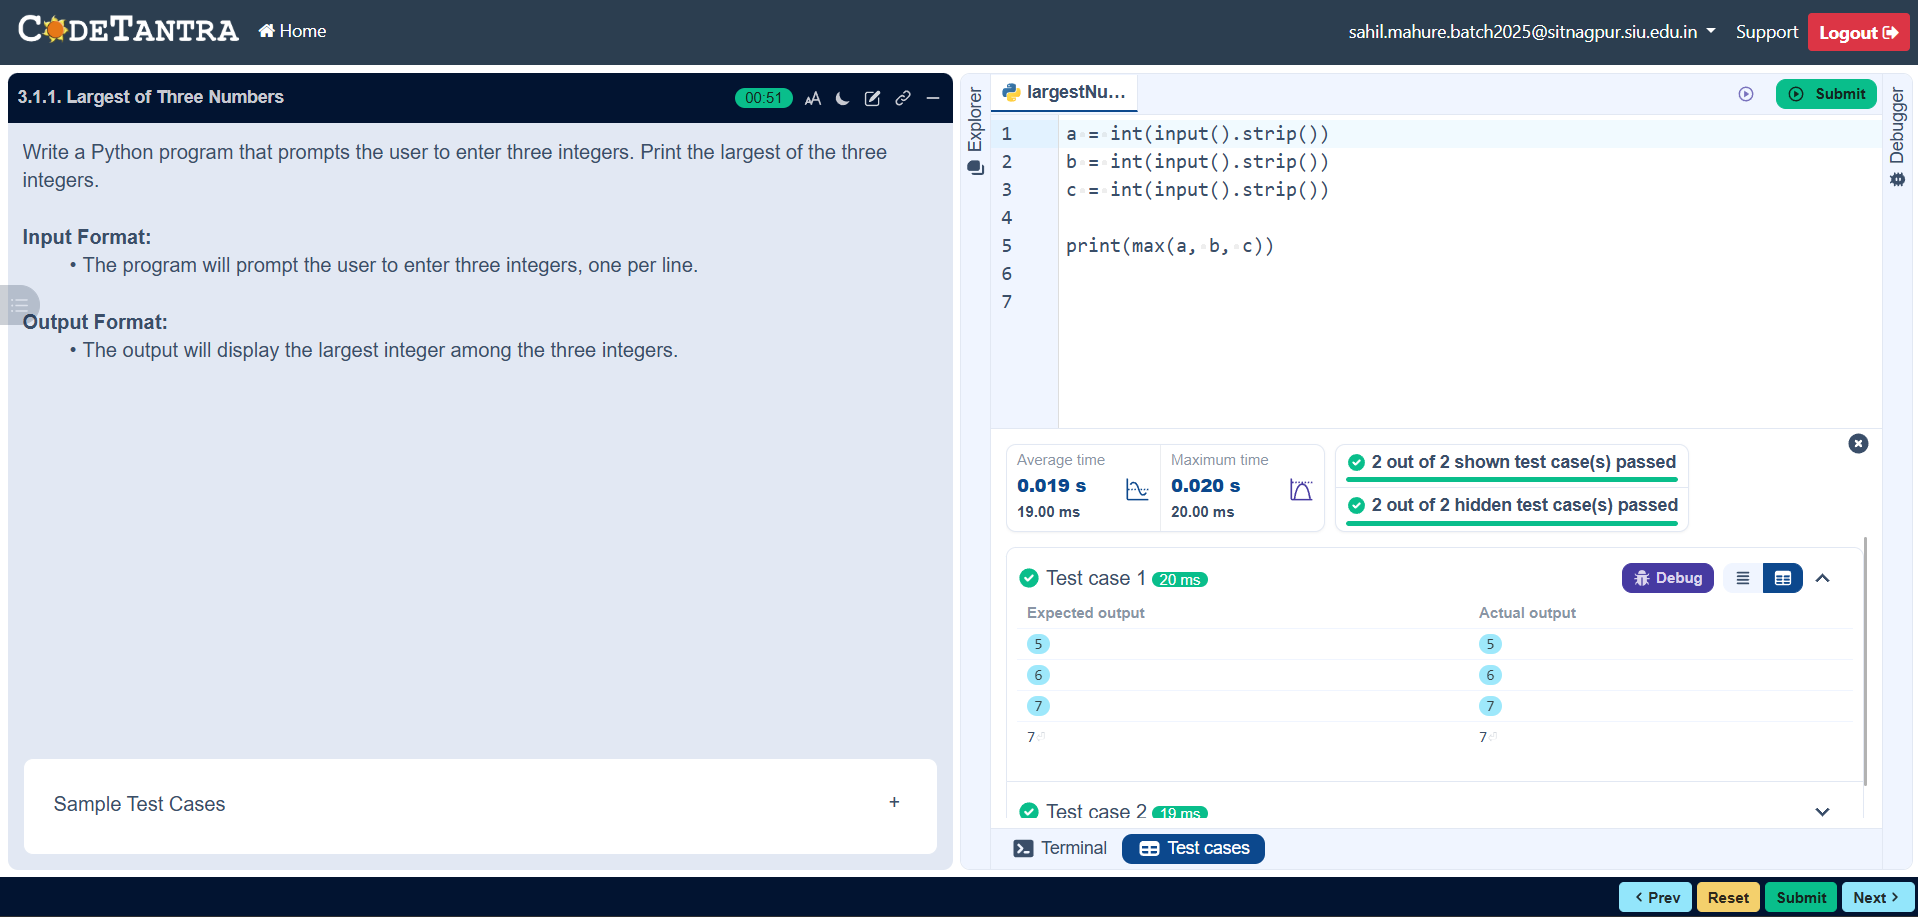 CODETANTRA
Home
sahil.mahure.batch2025@sitnagpur.siu.edu.in
Support
Logout
3.1.1. Largest of Three Numbers
00:51
AA
Write a Python program that prompts the user to enter three integers. Print the largest of the three
integers.
Input Format:
• The program will prompt the user to enter three integers, one per line.
Output Format:
• The output will display the largest integer among the three integers.
Sample Test Cases
+
Explorer
largestNu...
Submit
Debugger
1 a = int(input().strip())
2 b = int(input().strip())
3 c = int(input().strip())
4
5 print(max(a, b, c))
6
7
Average time
0.019 s
19.00 ms
Maximum time
0.020 s
20.00 ms
2 out of 2 shown test case(s) passed
2 out of 2 hidden test case(s) passed
Test case 1 20 ms
Debug
Expected output Actual output
5 5
6 6
7 7
7 7
Test case 2 19 ms
Terminal
Test cases
< Prev
Reset
Submit
Next >